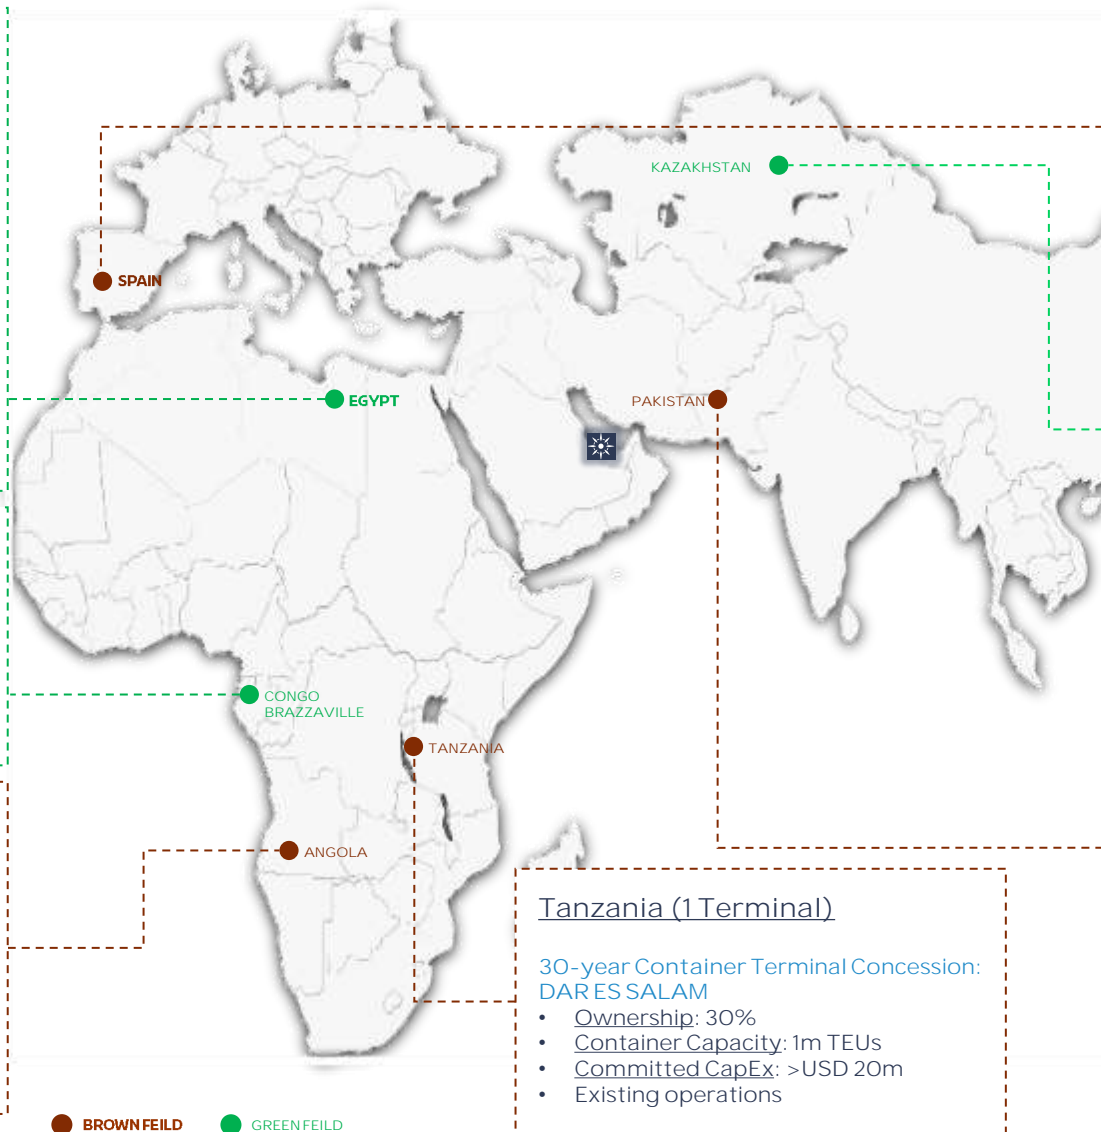 KAZAKHSTAN
SPAIN
EGYPT
PAKISTAN
CONGO
BRAZZAVILLE
TANZANIA
ANGOLA
Tanzania (1 Terminal)
30-year Container Terminal Concession:
DAR ES SALAM
• Ownership: 30%
• Container Capacity: 1m TEUs
• Committed CapEx: >USD 20m
• Existing operations
BROWN FEILD
GREEN FEILD